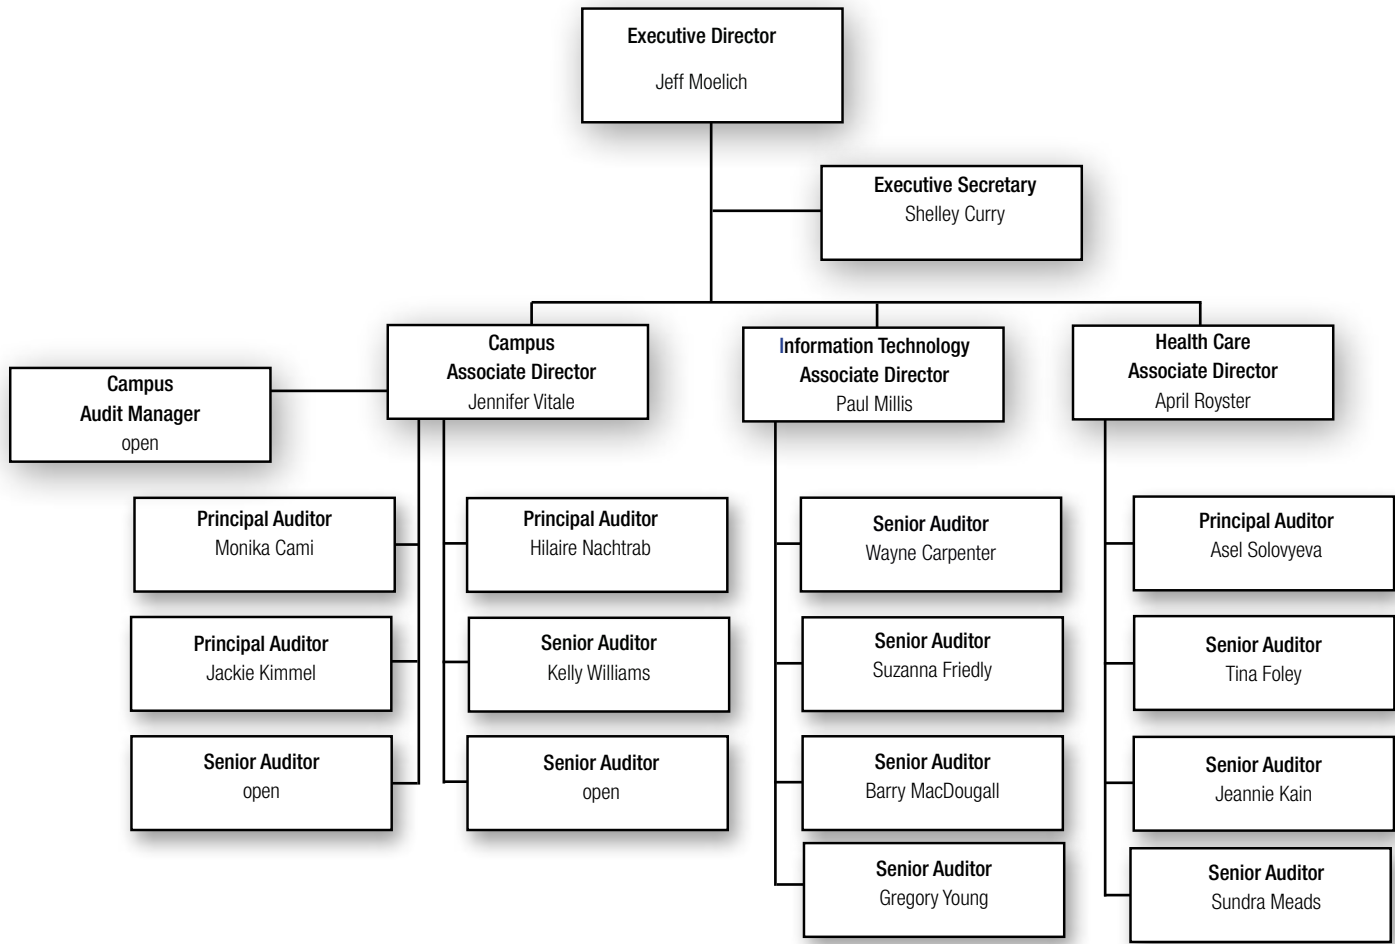 Executive Director
Jeff Moelich
Executive Secretary
Shelley Curry
Campus
Associate Director
Jennifer Vitale
Information Technology
Associate Director
Paul Millis
Health Care
Associate Director
April Royster
Campus
Audit Manager
open
Principal Auditor
Monika Cami
Principal Auditor
Hilaire Nachtrab
Senior Auditor
Wayne Carpenter
Principal Auditor
Asel Solovyeva
Principal Auditor
Jackie Kimmel
Senior Auditor
Kelly Williams
Senior Auditor
Suzanna Friedly
Senior Auditor
Tina Foley
Senior Auditor
open
Senior Auditor
open
Senior Auditor
Barry MacDougall
Senior Auditor
Jeannie Kain
Senior Auditor
Gregory Young
Senior Auditor
Sundra Meads